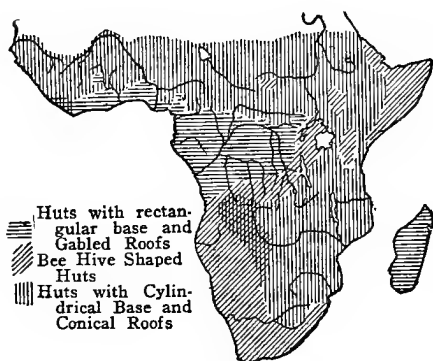 Huts with rectan-
gular base and
Gabled Roofs
Bee Hive Shaped
Huts
Huts with Cylin-
drical Base and
Conical Roofs